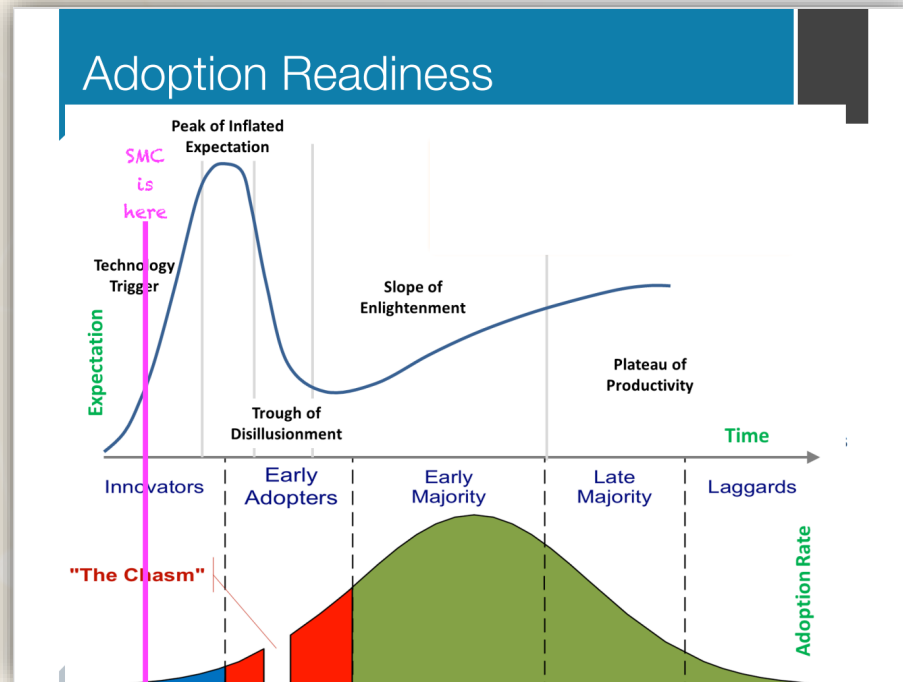 Adoption Readiness
Peak of Inflated
Expectation
SMC
is
here
Technology
Trigger
Slope of
Enlightenment
Expectation
Plateau of
Productivity
Trough of
Disillusionment
Time
Innovators
Early
Adopters
Early
Majority
Late
Majority
Laggards
"The Chasm"
Adoption Rate